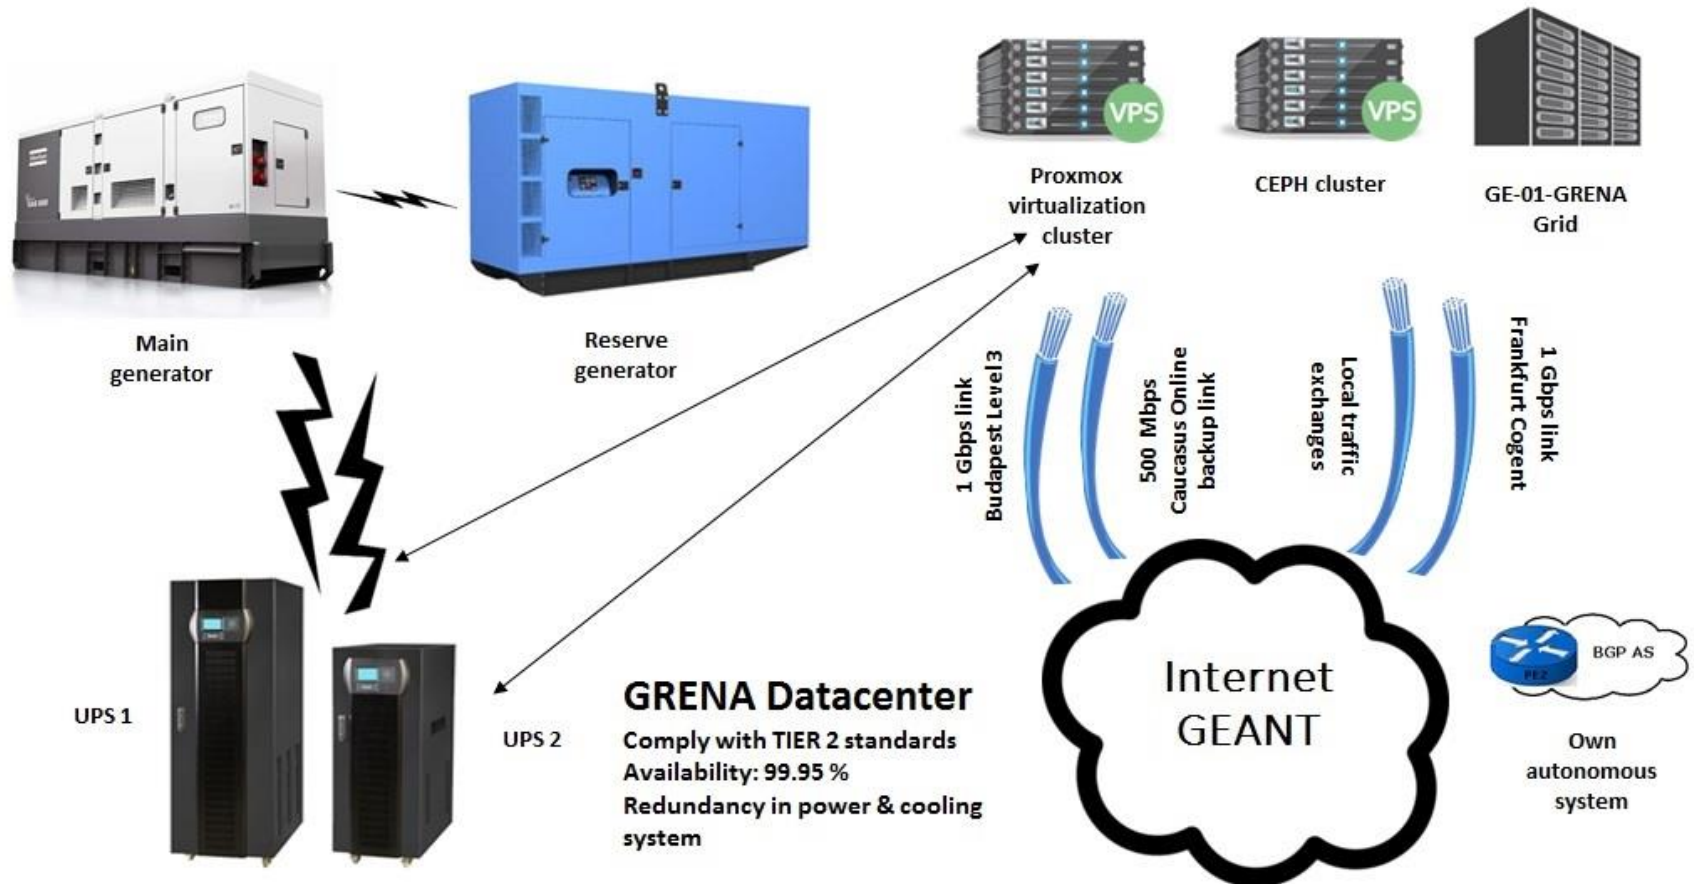 VPS
VPS
Proxmox
virtualization
cluster
CEPH cluster
GE-01-GRENA
Grid
Main
generator
Reserve
generator
1 Gbps link
Budapest Level 3
500 Mbps
Caucasus Online
backup link
Local traffic
exchanges
1 Gbps link
Frankfurt Cogent
UPS 1
UPS 2
GRENA Datacenter
Comply with TIER 2 standards
Availability: 99.95 %
Redundancy in power & cooling
system
Internet
GEANT
BGP AS
PE2
Own
autonomous
system